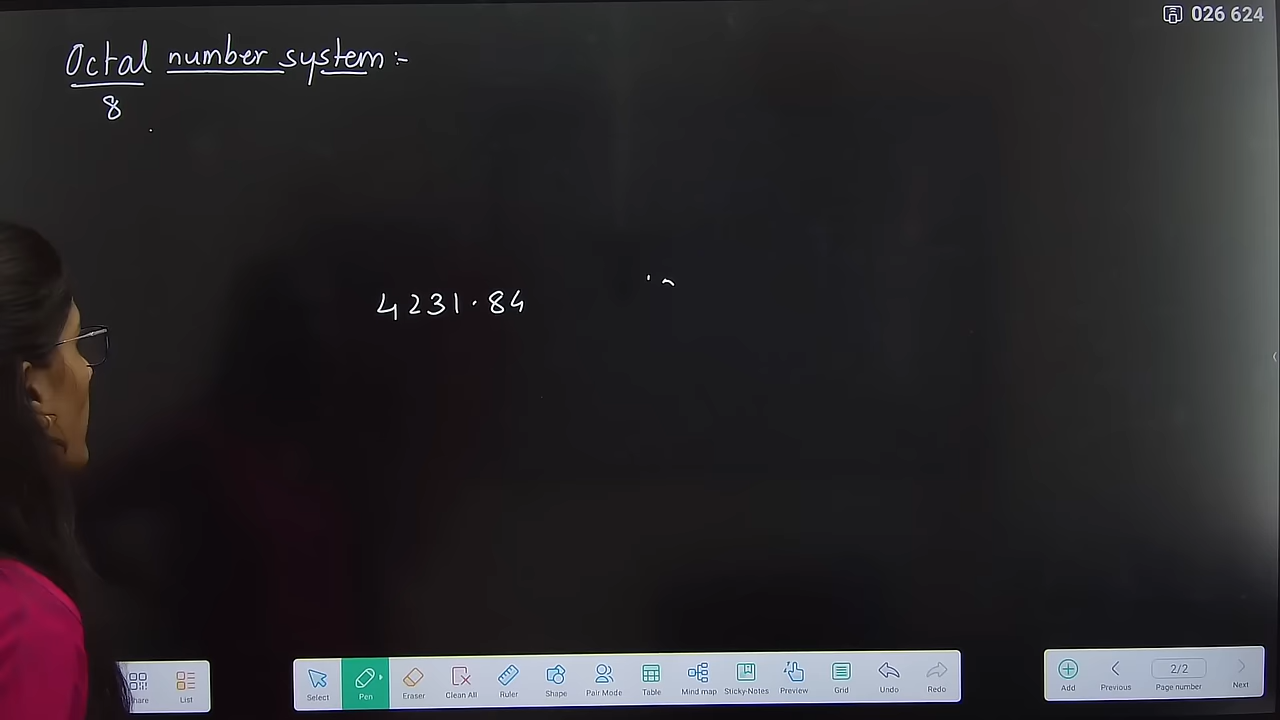 026 624
Octal number system :-
8
4231.84
Share List
Select Pen Eraser Clean All Ruler Shape Pair Mode Table Mind map Sticky-Notes Preview Grid Undo Redo
Add Previous 2/2 Page number Next